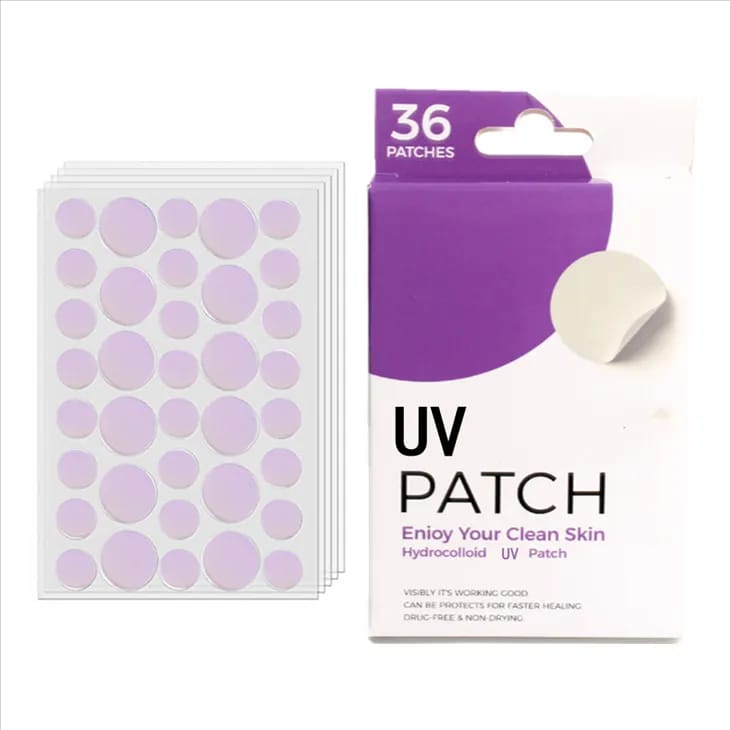 36
PATCHES
UV
PATCH
Enjoy Your Clean Skin
Hydrocolloid UV Patch
VISIBLY IT'S WORKING GOOD
CAN BE PROTECTS FOR FASTER HEALING
DRUG-FREE & NON-DRYING.